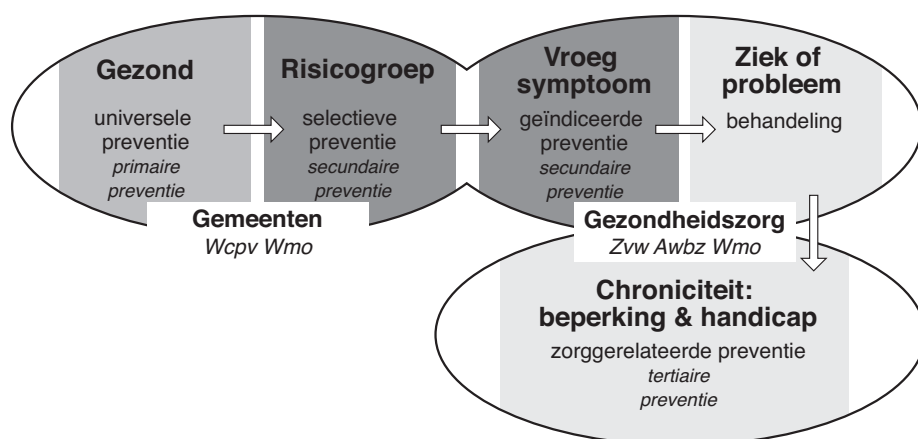 Gezond
universele
preventie
primaire
preventie
Risicogroep
selectieve
preventie
secundaire
preventie
Vroeg
symptoom
geïndiceerde
preventie
secundaire
preventie
Ziek of
probleem
behandeling
Gemeenten
Wcpv Wmo
Gezondheidszorg
Zvw Awbz Wmo
Chroniciteit:
beperking & handicap
zorggerelateerde preventie
tertiaire
preventie